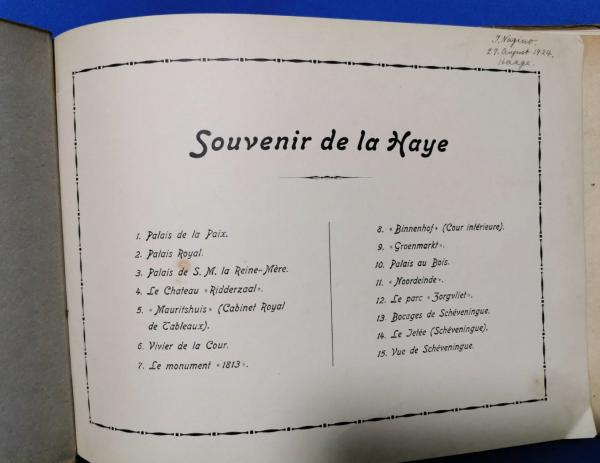 J. Nagino.
29. August 1924.
Haage.
Souvenir de la Haye
1. Palais de la Paix.
2. Palais Royal.
3. Palais de S. M. la Reine-Mère.
4. Le Chateau "Ridderzaal".
5. "Mauritshuis" (Cabinet Royal
de Tableaux).
6. Vivier de la Cour.
7. Le monument "1813".
8. "Binnenhof" (Cour intérieure).
9. "Groenmarkt".
10. Palais au Bois.
11. "Noordeinde".
12. Le parc "Zorgvliet".
13. Bocages de Schéveningue.
14. Le Jetée (Schéveningue).
15. Vue de Schéveningue.